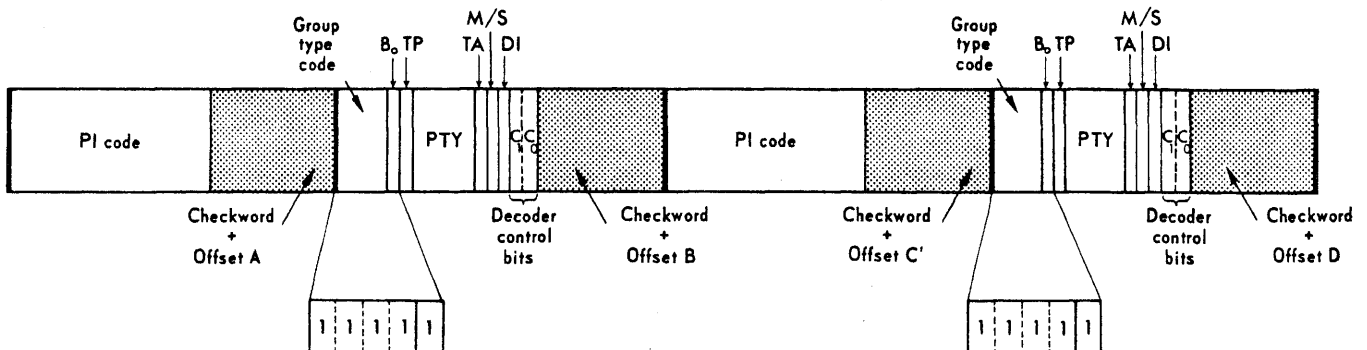 M/S
Group
type
code
B₀ TP
TA
DI
M/S
Group
type
code
B₀ TP
TA
DI
PI code
PTY
C₁ C₀
PI code
PTY
C₁ C₀
Checkword
+
Offset A
Decoder
control
bits
Checkword
+
Offset B
Checkword
+
Offset C'
Decoder
control
bits
Checkword
+
Offset D
1 1 1 1 1
1 1 1 1 1